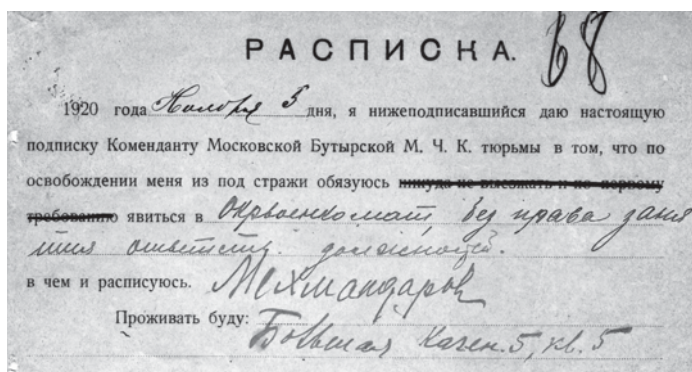 РАСПИСКА. 68
1920 года Ноября 5 дня, я нижеподписавшийся даю настоящую
подписку Коменданту Московской Бутырской М. Ч. К. тюрьмы в том, что по
освобождении меня из под стражи обязуюсь никуда не выезжать и по первому
требованию явиться в Окрвоенкомат, без права заня
тия ответств. должностей.
в чем и расписуюсь. Мехмандаров
Проживать буду: Большая Казен. 5, кв. 5